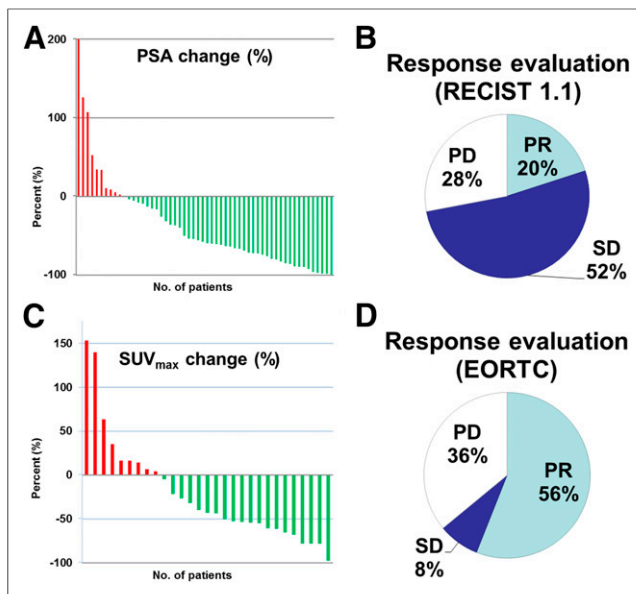 A
PSA change (%)
200
100
0
-100
Percent (%)
No. of patients
B
Response evaluation
(RECIST 1.1)
PD
28%
PR
20%
SD
52%
C
SUVmax change (%)
150
100
50
0
-50
-100
Percent (%)
No. of patients
D
Response evaluation
(EORTC)
PD
36%
PR
56%
SD
8%